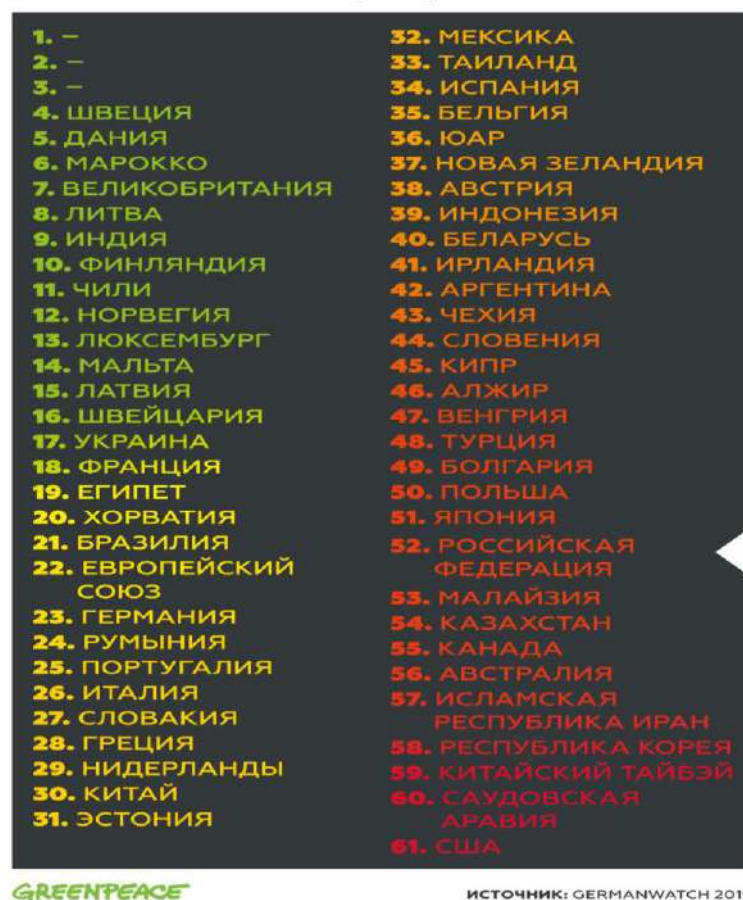 1. –
2. –
3. –
4. ШВЕЦИЯ
5. ДАНИЯ
6. МАРОККО
7. ВЕЛИКОБРИТАНИЯ
8. ЛИТВА
9. ИНДИЯ
10. ФИНЛЯНДИЯ
11. ЧИЛИ
12. НОРВЕГИЯ
13. ЛЮКСЕМБУРГ
14. МАЛЬТА
15. ЛАТВИЯ
16. ШВЕЙЦАРИЯ
17. УКРАИНА
18. ФРАНЦИЯ
19. ЕГИПЕТ
20. ХОРВАТИЯ
21. БРАЗИЛИЯ
22. ЕВРОПЕЙСКИЙ
СОЮЗ
23. ГЕРМАНИЯ
24. РУМЫНИЯ
25. ПОРТУГАЛИЯ
26. ИТАЛИЯ
27. СЛОВАКИЯ
28. ГРЕЦИЯ
29. НИДЕРЛАНДЫ
30. КИТАЙ
31. ЭСТОНИЯ
32. МЕКСИКА
33. ТАИЛАНД
34. ИСПАНИЯ
35. БЕЛЬГИЯ
36. ЮАР
37. НОВАЯ ЗЕЛАНДИЯ
38. АВСТРИЯ
39. ИНДОНЕЗИЯ
40. БЕЛАРУСЬ
41. ИРЛАНДИЯ
42. АРГЕНТИНА
43. ЧЕХИЯ
44. СЛОВЕНИЯ
45. КИПР
46. АЛЖИР
47. ВЕНГРИЯ
48. ТУРЦИЯ
49. БОЛГАРИЯ
50. ПОЛЬША
51. ЯПОНИЯ
52. РОССИЙСКАЯ
ФЕДЕРАЦИЯ
53. МАЛАЙЗИЯ
54. КАЗАХСТАН
55. КАНАДА
56. АВСТРАЛИЯ
57. ИСЛАМСКАЯ
РЕСПУБЛИКА ИРАН
58. РЕСПУБЛИКА КОРЕЯ
59. КИТАЙСКИЙ ТАЙБЭЙ
60. САУДОВСКАЯ
АРАВИЯ
61. США
GREENPEACE
ИСТОЧНИК: GERMANWATCH 201